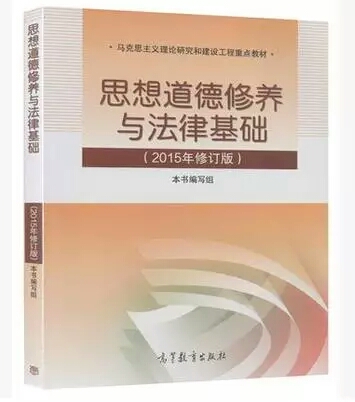 ·马克思主义理论研究和建设工程重点教材·
思想道德修养
与法律基础
(2015年修订版)
本书编写组
高等教育出版社
思想道德修养与法律基础
(2015年修订版)
本书编写组